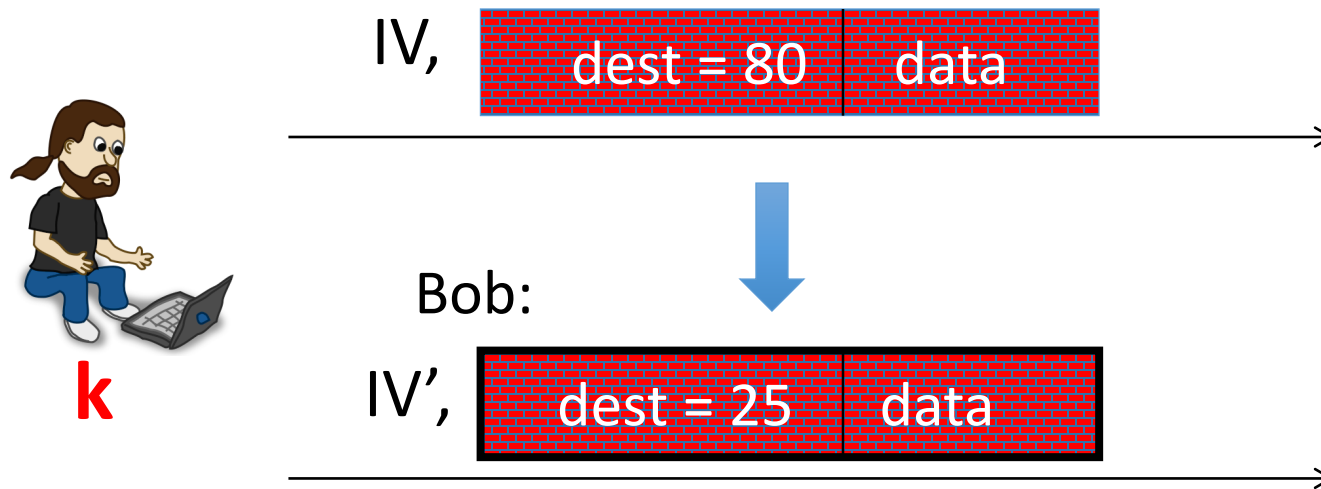 IV, dest = 80 data
Bob:
k
IV’, dest = 25 data